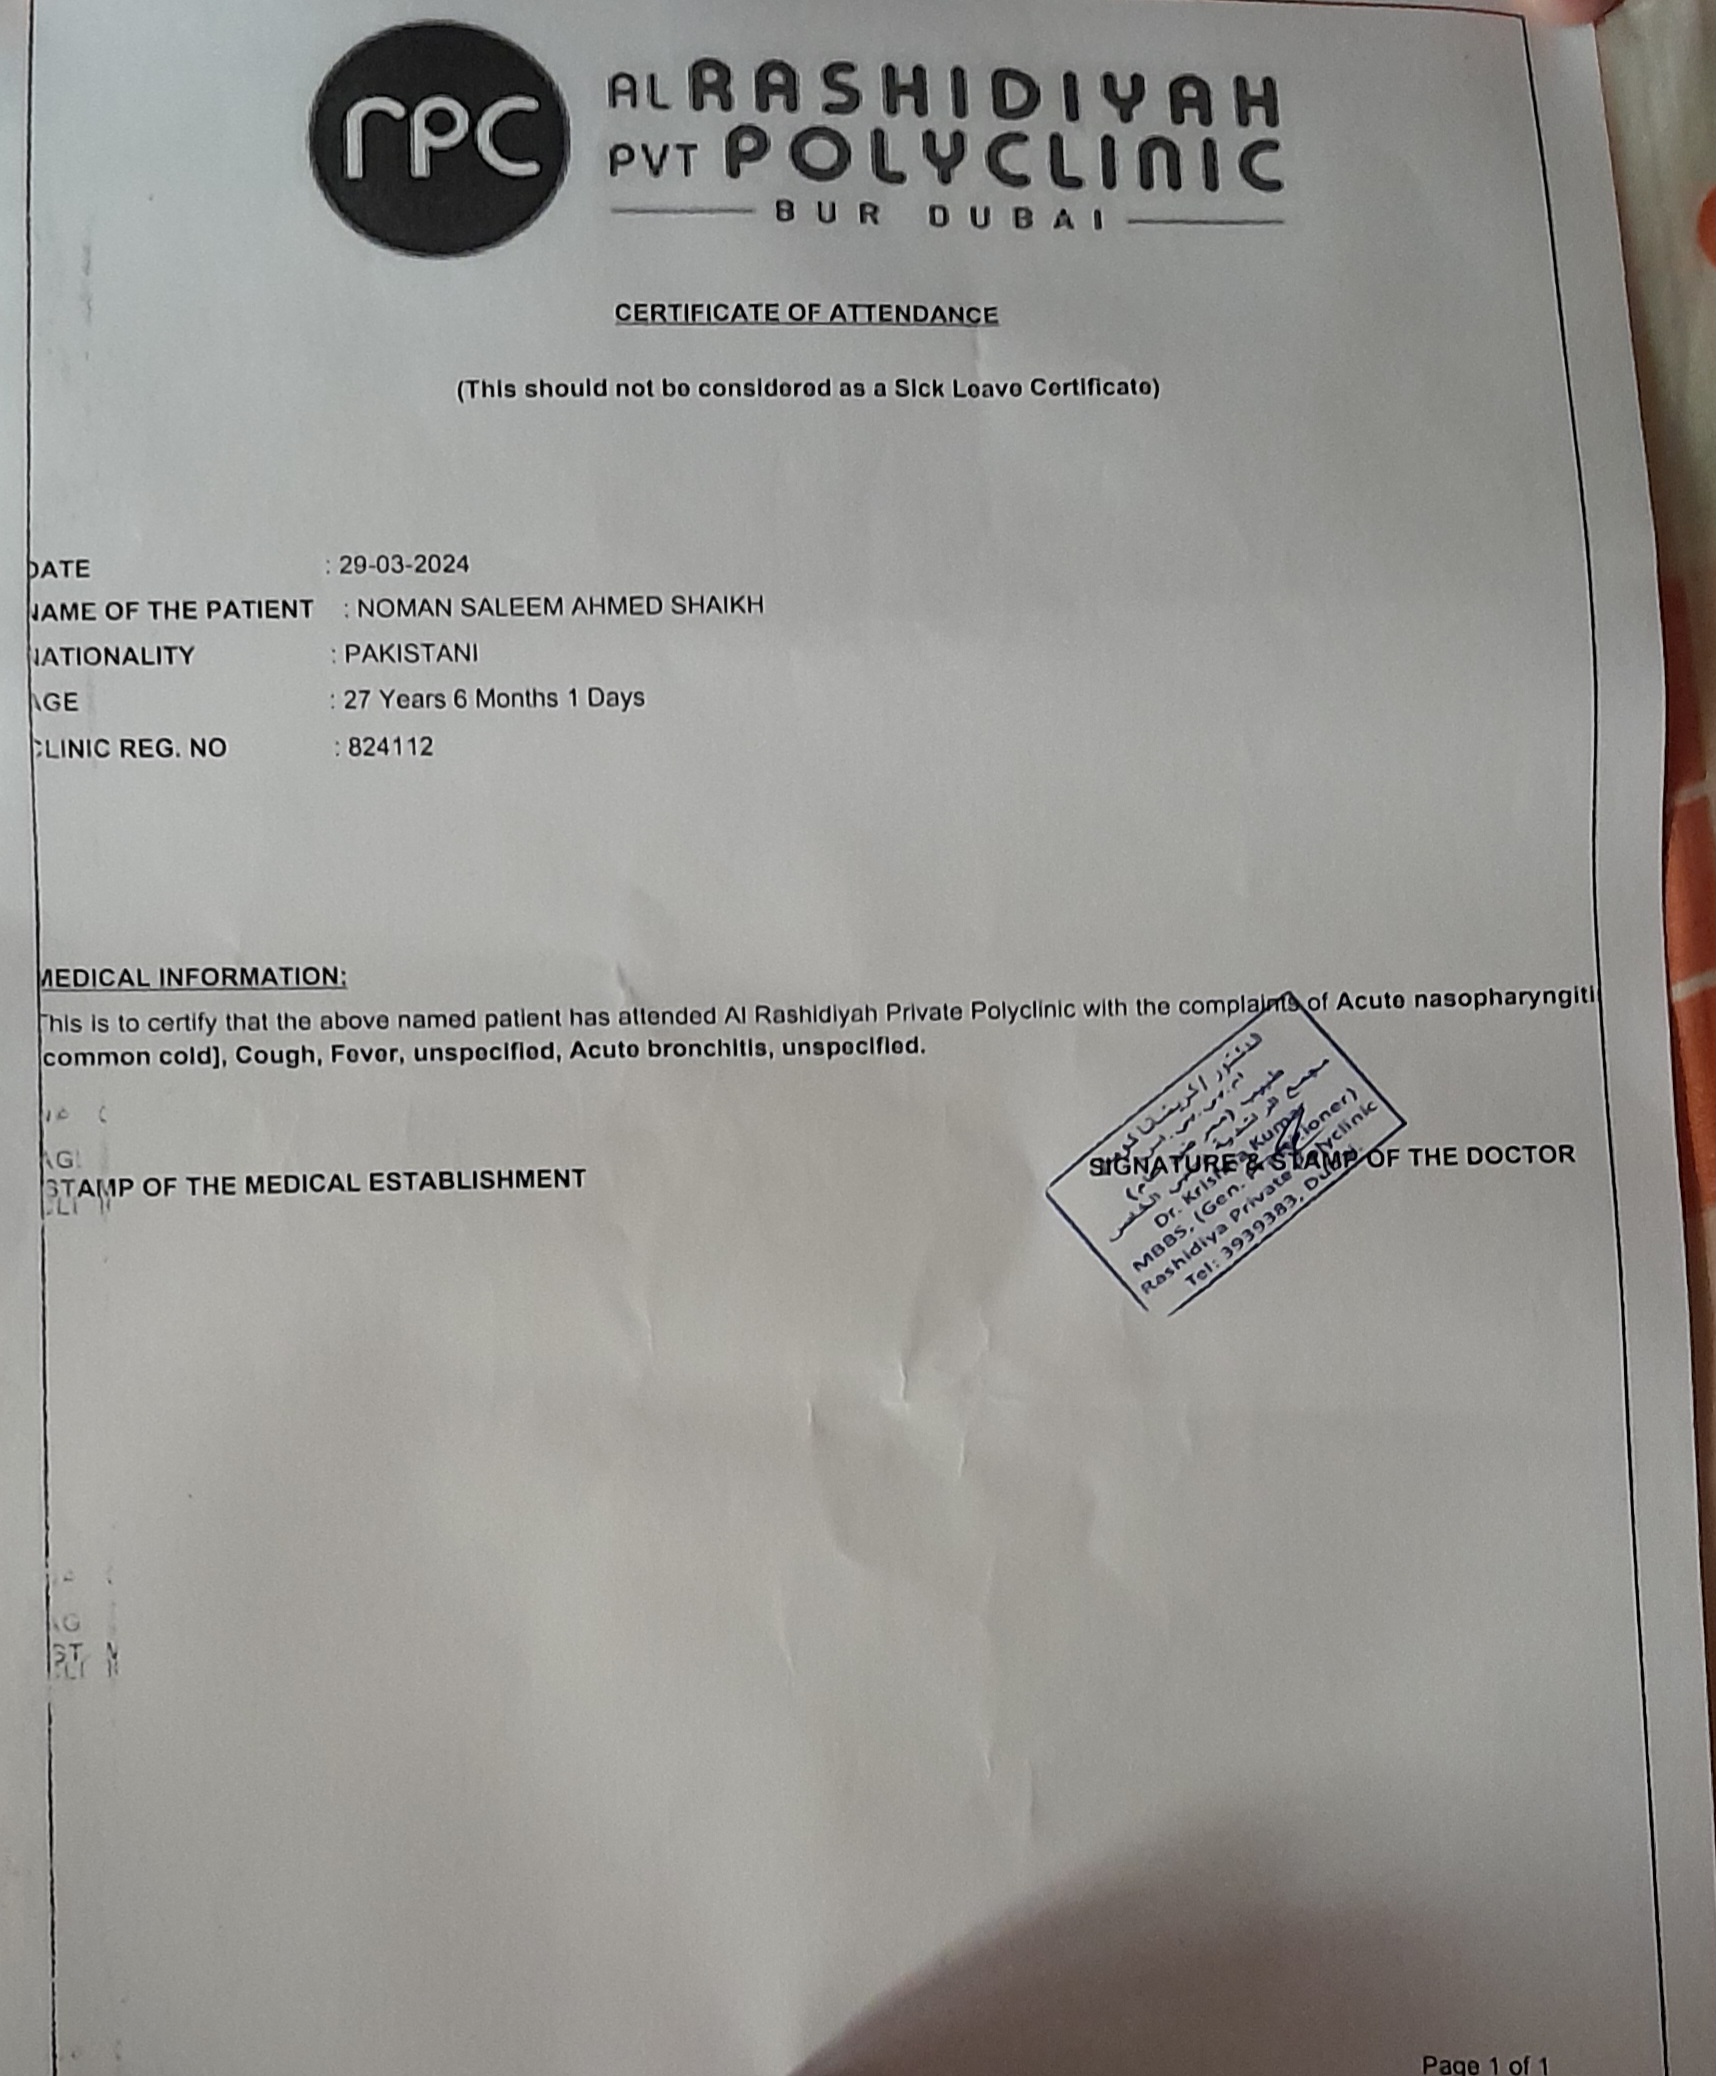 rpc
AL RASHIDIYAH
PVT POLYCLINIC
BUR DUBAI
CERTIFICATE OF ATTENDANCE
(This should not be considered as a Sick Leave Certificate)
DATE : 29-03-2024
NAME OF THE PATIENT : NOMAN SALEEM AHMED SHAIKH
NATIONALITY : PAKISTANI
AGE : 27 Years 6 Months 1 Days
CLINIC REG. NO : 824112
MEDICAL INFORMATION:
This is to certify that the above named patient has attended Al Rashidiyah Private Polyclinic with the complaints of Acute nasopharyngiti
common cold], Cough, Fever, unspecified, Acute bronchitis, unspecified.
STAMP OF THE MEDICAL ESTABLISHMENT
SIGNATURE & STAMP OF THE DOCTOR
Dr. Kumar
MBBS, (Gen.
Rashidiya Private Polyclinic
Tel: 3939383, Dubai
Page 1 of 1